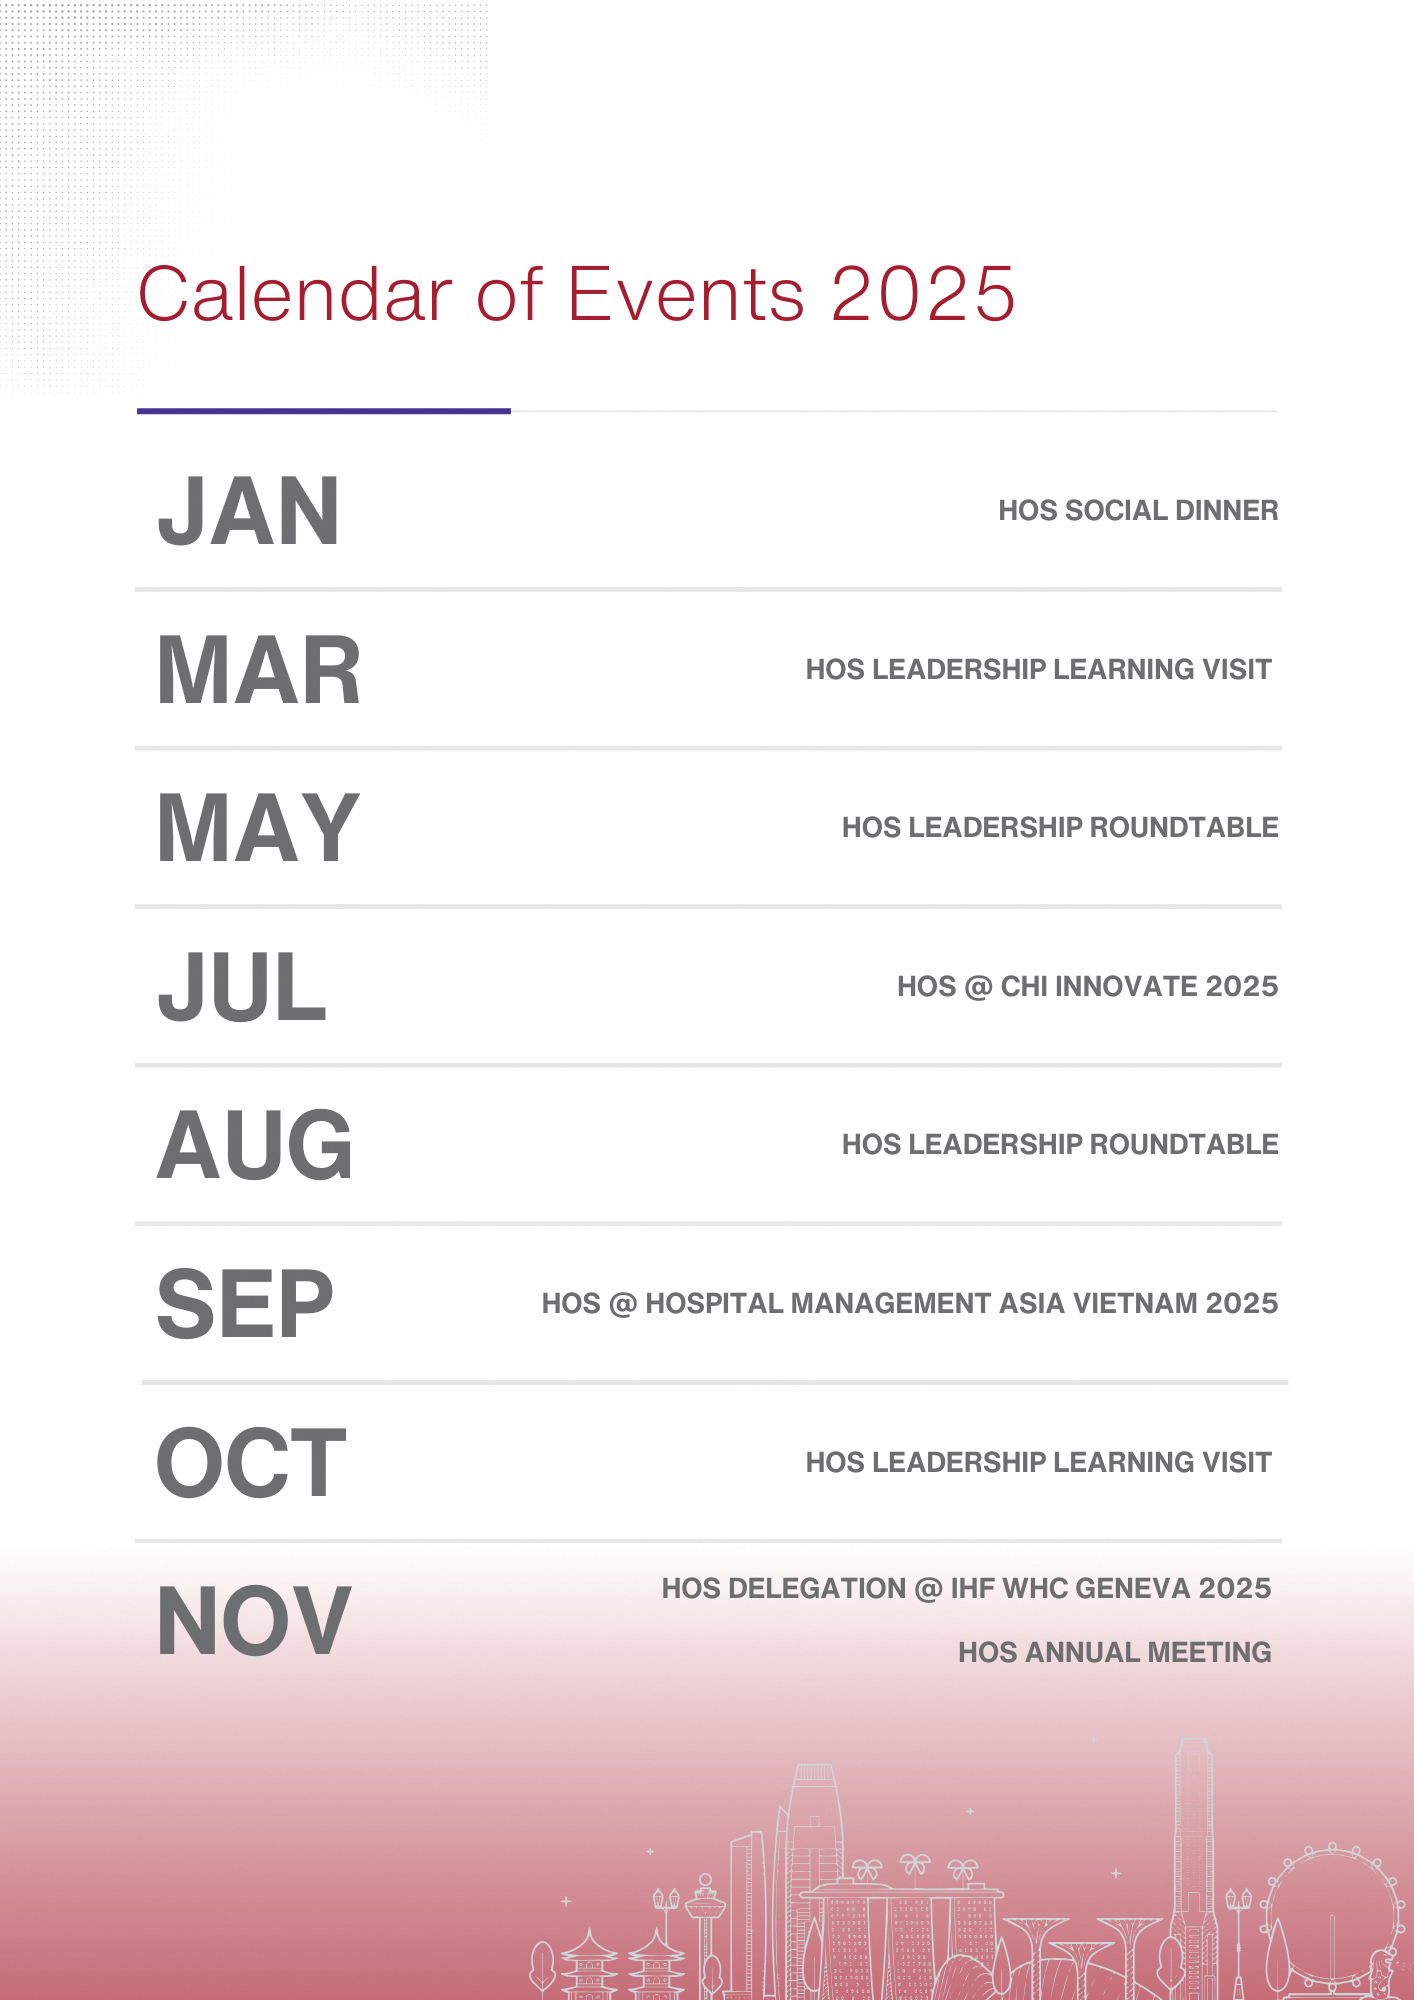 Calendar of Events 2025
JAN
HOS SOCIAL DINNER
MAR
HOS LEADERSHIP LEARNING VISIT
MAY
HOS LEADERSHIP ROUNDTABLE
JUL
HOS @ CHI INNOVATE 2025
AUG
HOS LEADERSHIP ROUNDTABLE
SEP
HOS @ HOSPITAL MANAGEMENT ASIA VIETNAM 2025
OCT
HOS LEADERSHIP LEARNING VISIT
NOV
HOS DELEGATION @ IHF WHC GENEVA 2025
HOS ANNUAL MEETING